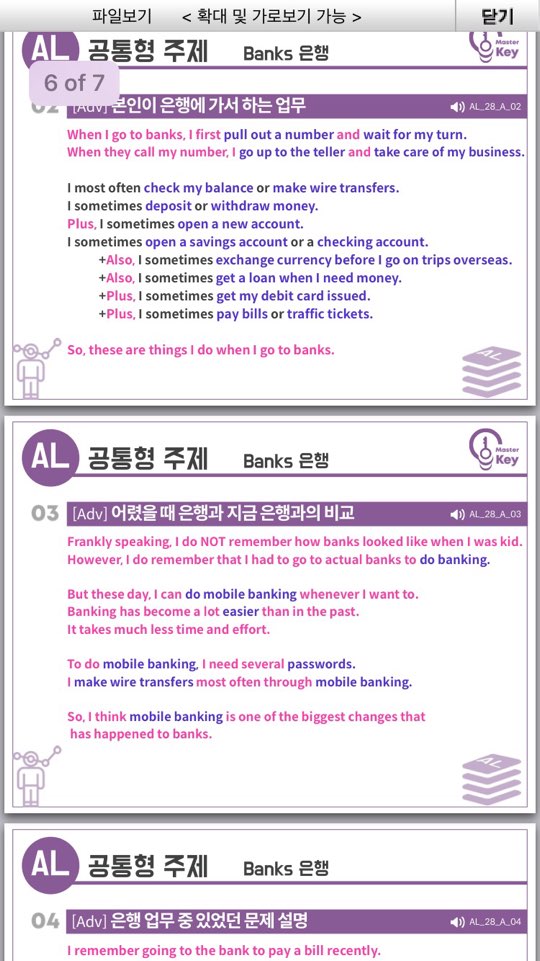 파일보기 < 확대 및 가로보기 가능 > 닫기
AL 공통형 주제 Banks 은행
Master Key
6 of 7
02 [Adv] 본인이 은행에 가서 하는 업무 AL_28_A_02
When I go to banks, I first pull out a number and wait for my turn.
When they call my number, I go up to the teller and take care of my business.
I most often check my balance or make wire transfers.
I sometimes deposit or withdraw money.
Plus, I sometimes open a new account.
I sometimes open a savings account or a checking account.
+Also, I sometimes exchange currency before I go on trips overseas.
+Also, I sometimes get a loan when I need money.
+Plus, I sometimes get my debit card issued.
+Plus, I sometimes pay bills or traffic tickets.
So, these are things I do when I go to banks.
AL
AL 공통형 주제 Banks 은행
Master Key
03 [Adv] 어렸을 때 은행과 지금 은행과의 비교 AL_28_A_03
Frankly speaking, I do NOT remember how banks looked like when I was kid.
However, I do remember that I had to go to actual banks to do banking.
But these day, I can do mobile banking whenever I want to.
Banking has become a lot easier than in the past.
It takes much less time and effort.
To do mobile banking, I need several passwords.
I make wire transfers most often through mobile banking.
So, I think mobile banking is one of the biggest changes that
has happened to banks.
AL
AL 공통형 주제 Banks 은행
04 [Adv] 은행 업무 중 있었던 문제 설명 AL_28_A_04
I remember going to the bank to pay a bill recently.